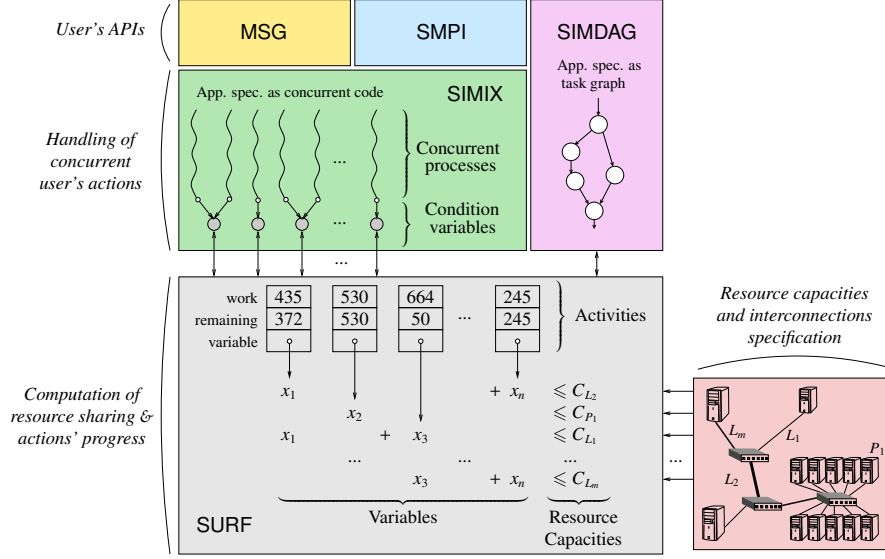 User's APIs
MSG
SMPI
SIMDAG
App. spec. as
task graph
App. spec. as concurrent code
SIMIX
Handling of
concurrent
user's actions
Concurrent
processes
...
Condition
variables
...
...
work 435 530 664 245
remaining 372 530 50 ... 245
variable
Activities
Resource capacities
and interconnections
specification
Computation of
resource sharing &
actions' progress
x1 + xn ⩽ CL2
x2 ⩽ CP1
x1 + x3 ⩽ CL1
... ... ...
x3 + xn ⩽ CLm
...
Lm
L1
P1
L2
SURF
Variables
Resource
Capacities